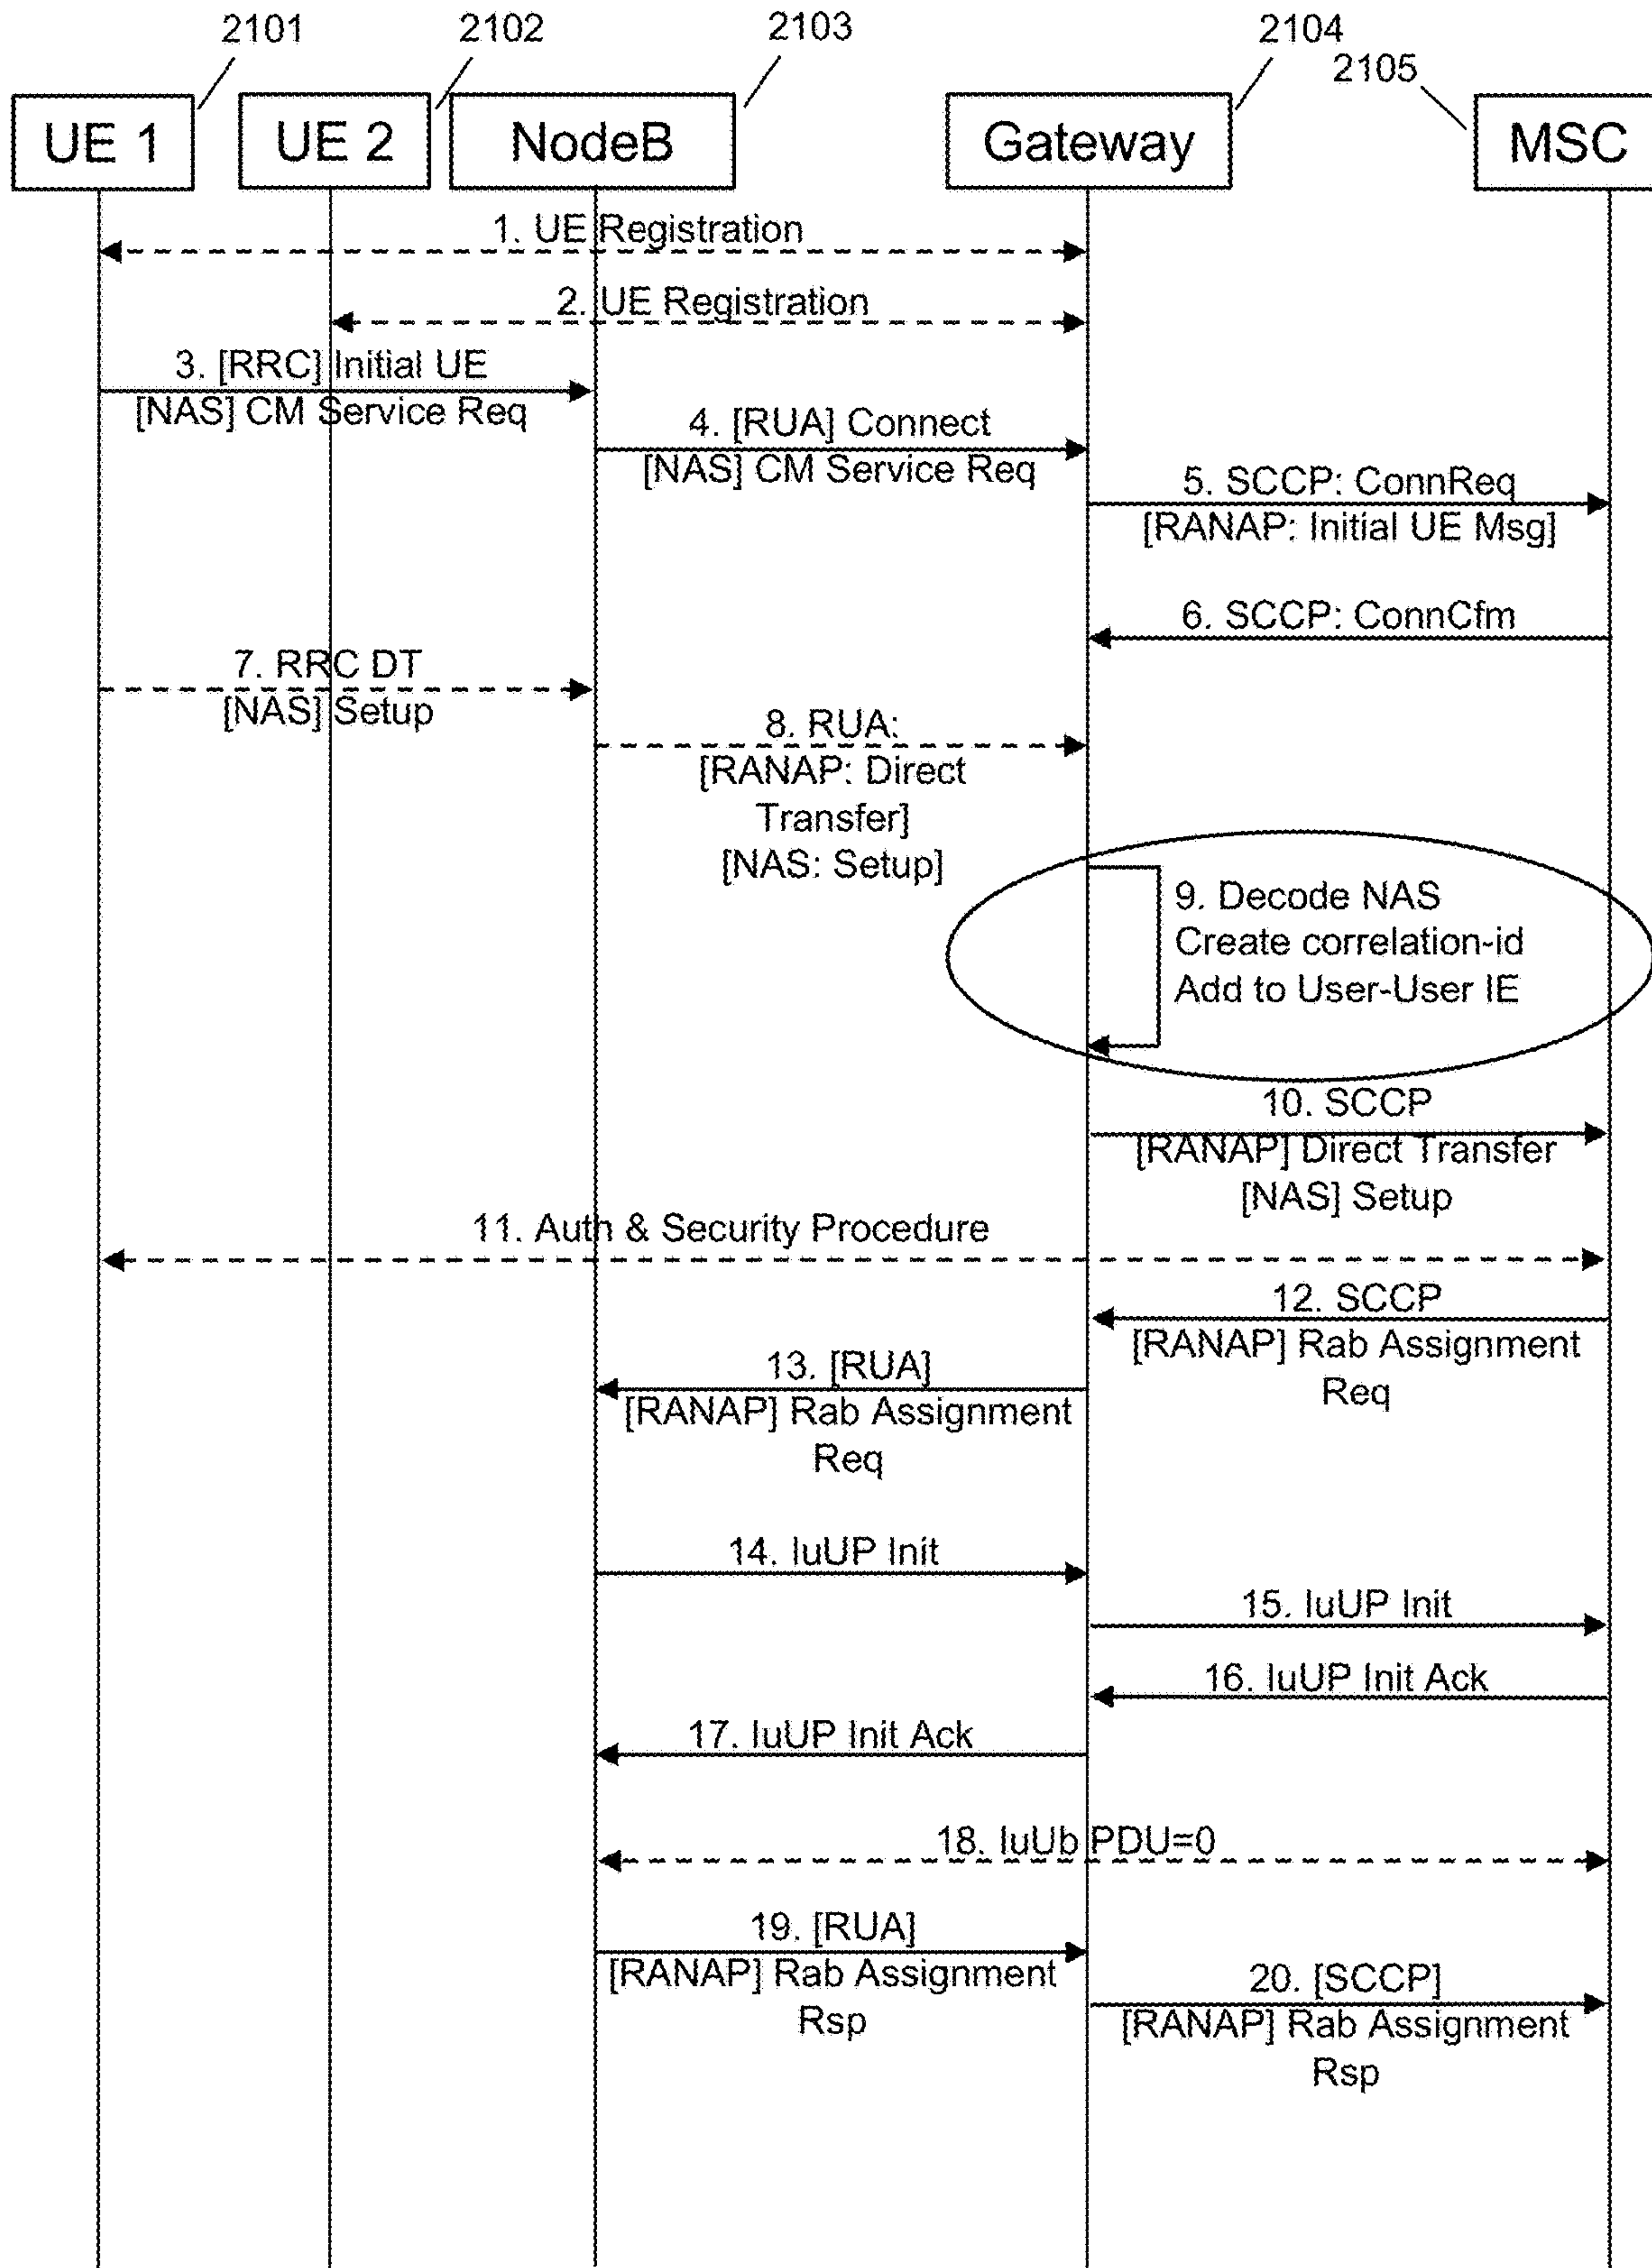 2101
2102
2103
2104
2105
UE 1
UE 2
NodeB
Gateway
MSC
1. UE Registration
2. UE Registration
3. [RRC] Initial UE
[NAS] CM Service Req
4. [RUA] Connect
[NAS] CM Service Req
5. SCCP: ConnReq
[RANAP: Initial UE Msg]
6. SCCP: ConnCfm
7. RRC DT
[NAS] Setup
8. RUA:
[RANAP: Direct
Transfer]
[NAS: Setup]
9. Decode NAS
Create correlation-id
Add to User-User IE
10. SCCP
[RANAP] Direct Transfer
[NAS] Setup
11. Auth & Security Procedure
12. SCCP
[RANAP] Rab Assignment
Req
13. [RUA]
[RANAP] Rab Assignment
Req
14. IuUP Init
15. IuUP Init
16. IuUP Init Ack
17. IuUP Init Ack
18. IuUb PDU=0
19. [RUA]
[RANAP] Rab Assignment
Rsp
20. [SCCP]
[RANAP] Rab Assignment
Rsp